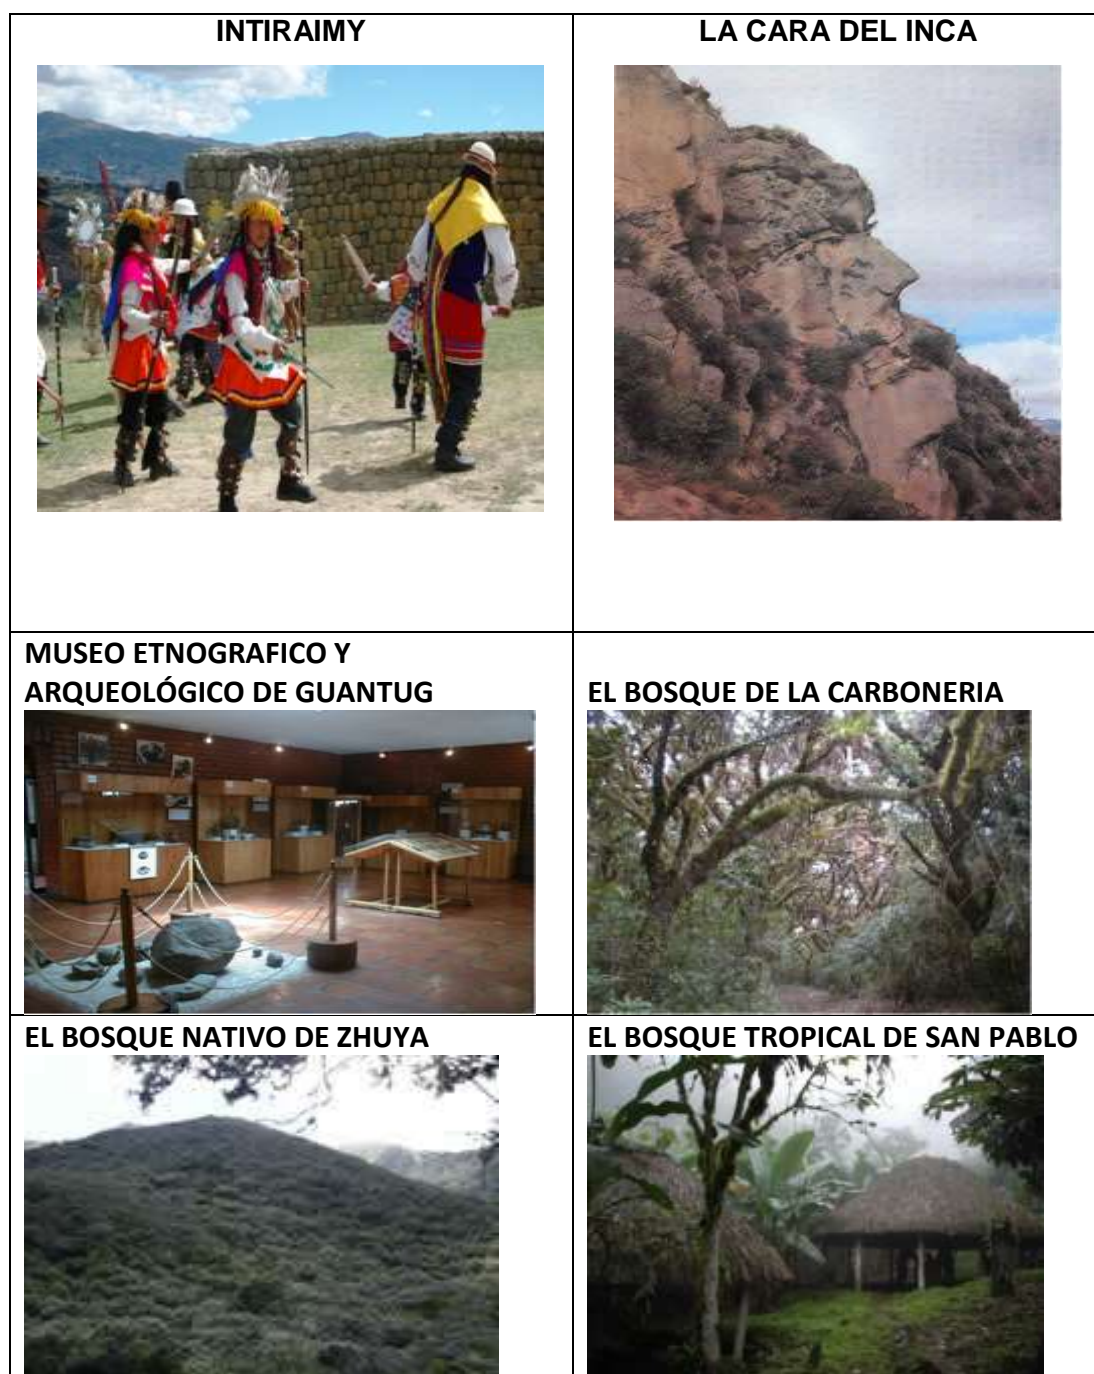 INTIRAIMY
LA CARA DEL INCA
MUSEO ETNOGRAFICO Y
ARQUEOLÓGICO DE GUANTUG
EL BOSQUE DE LA CARBONERIA
EL BOSQUE NATIVO DE ZHUYA
EL BOSQUE TROPICAL DE SAN PABLO